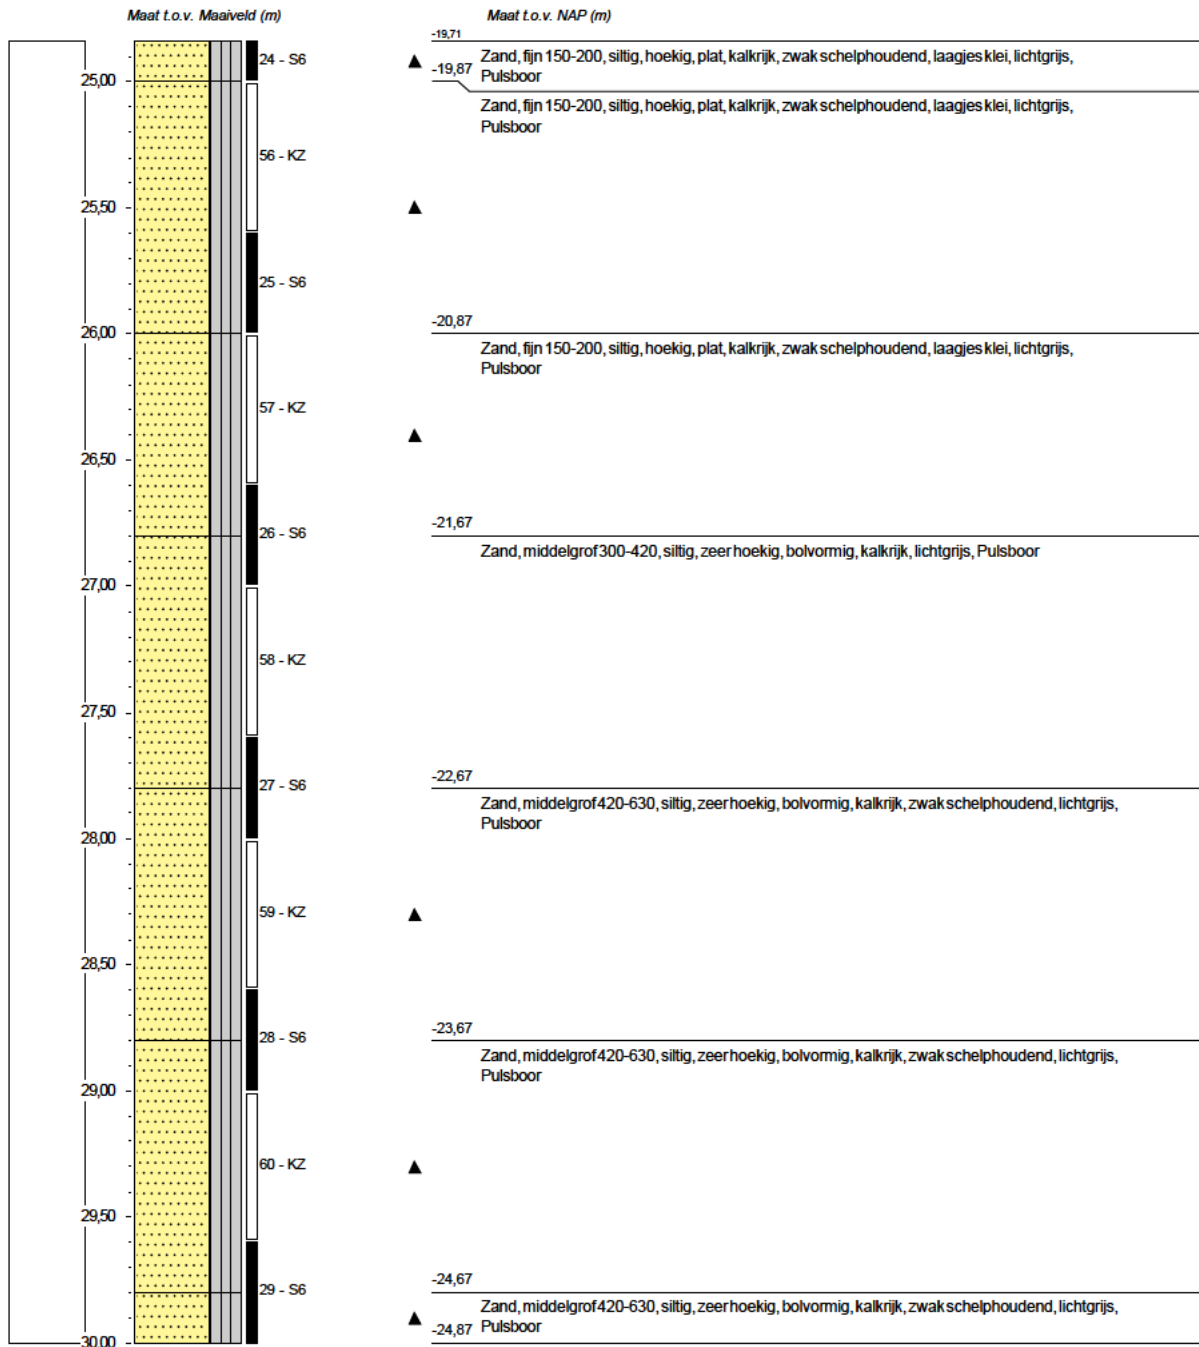 Maat t.o.v. Maaiveld (m)
Maat t.o.v. NAP (m)
-19,71
24 - S6
Zand, fijn 150-200, siltig, hoekig, plat, kalkrijk, zwak schelphoudend, laagjes klei, lichtgrijs,
Pulsboor
25,00
-19,87
Zand, fijn 150-200, siltig, hoekig, plat, kalkrijk, zwak schelphoudend, laagjes klei, lichtgrijs,
Pulsboor
56 - KZ
25,50
25 - S6
26,00
-20,87
Zand, fijn 150-200, siltig, hoekig, plat, kalkrijk, zwak schelphoudend, laagjes klei, lichtgrijs,
Pulsboor
57 - KZ
26,50
-21,67
26 - S6
Zand, middelgrof 300-420, siltig, zeer hoekig, bolvormig, kalkrijk, lichtgrijs, Pulsboor
27,00
58 - KZ
27,50
-22,67
27 - S6
Zand, middelgrof 420-630, siltig, zeer hoekig, bolvormig, kalkrijk, zwak schelphoudend, lichtgrijs,
Pulsboor
28,00
59 - KZ
28,50
-23,67
28 - S6
Zand, middelgrof 420-630, siltig, zeer hoekig, bolvormig, kalkrijk, zwak schelphoudend, lichtgrijs,
Pulsboor
29,00
60 - KZ
29,50
-24,67
29 - S6
Zand, middelgrof 420-630, siltig, zeer hoekig, bolvormig, kalkrijk, zwak schelphoudend, lichtgrijs,
Pulsboor
-24,87
30,00